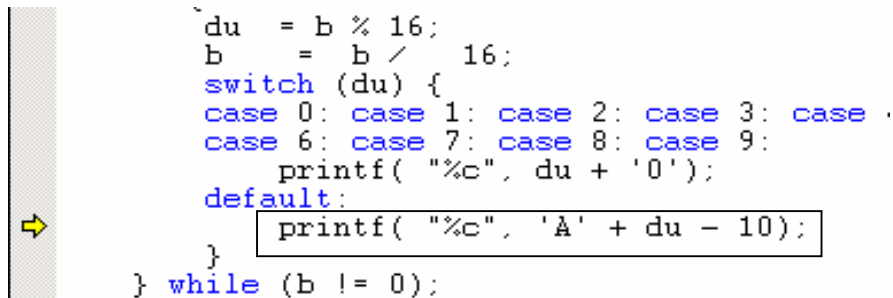 {
du = b % 16;
b = b / 16;
switch (du) {
case 0: case 1: case 2: case 3: case
case 6: case 7: case 8: case 9:
printf( "%c", du + '0');
default:
printf( "%c", 'A' + du - 10);
}
} while (b != 0);